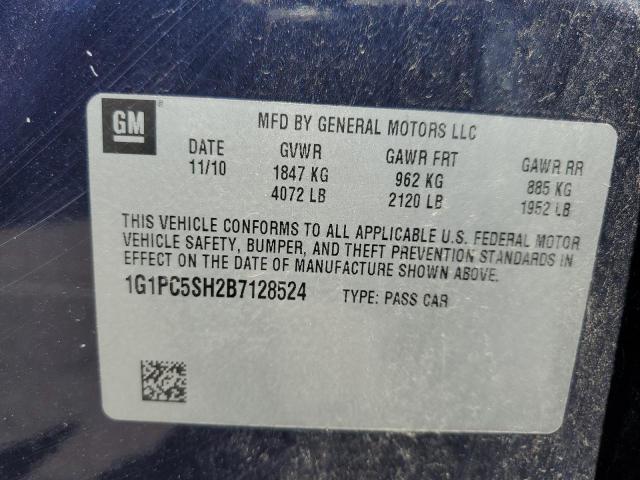 GM
MFD BY GENERAL MOTORS LLC
DATE GVWR GAWR FRT GAWR RR
11/10 1847 KG 962 KG 885 KG
4072 LB 2120 LB 1952 LB
THIS VEHICLE CONFORMS TO ALL APPLICABLE U.S. FEDERAL MOTOR
VEHICLE SAFETY, BUMPER, AND THEFT PREVENTION STANDARDS IN
EFFECT ON THE DATE OF MANUFACTURE SHOWN ABOVE.
1G1PC5SH2B7128524 TYPE: PASS CAR